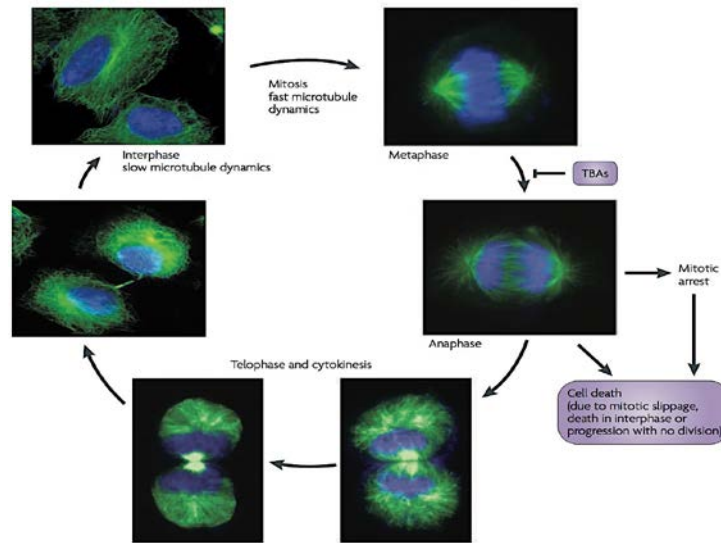 Mitosis
fast microtubule
dynamics
Interphase
slow microtubule dynamics
Metaphase
TBAs
Mitotic
arrest
Anaphase
Telophase and cytokinesis
Cell death
(due to mitotic slippage,
death in interphase or
progression with no division)